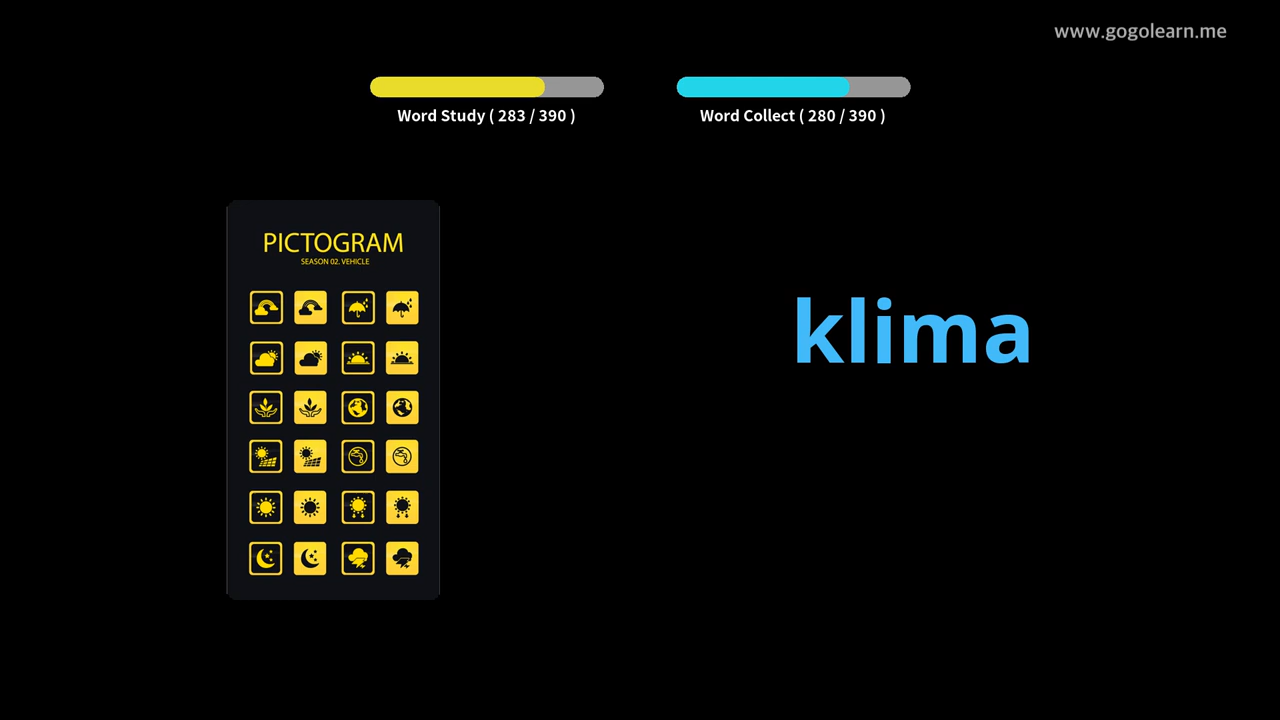 www.gogolearn.me
Word Study ( 283 / 390 )
Word Collect ( 280 / 390 )
PICTOGRAM
SEASON 02. VEHICLE
klima